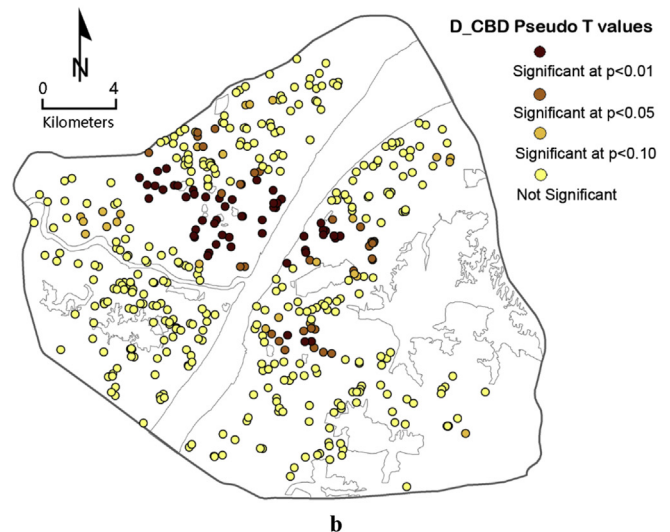 D_CBD Pseudo T values
Significant at p<0.01
Significant at p<0.05
Significant at p<0.10
Not Significant
N
0 4
Kilometers
b